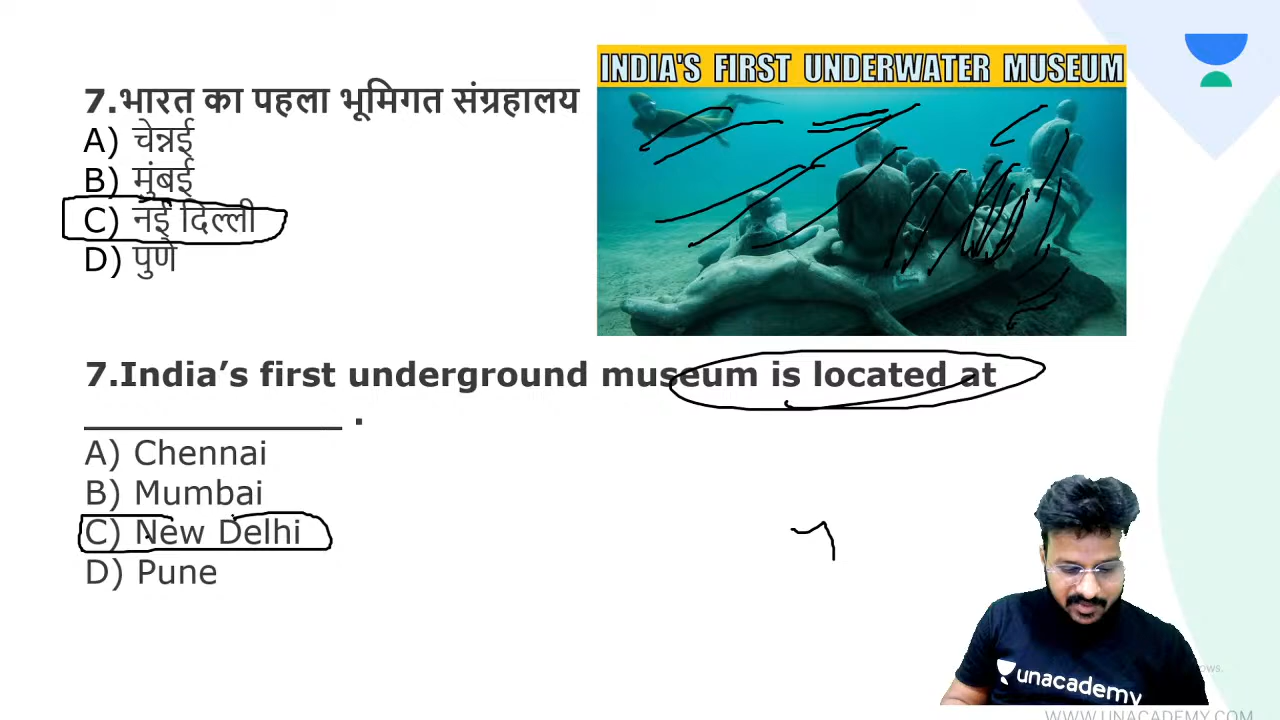 INDIA'S FIRST UNDERWATER MUSEUM
7.भारत का पहला भूमिगत संग्रहालय
A) चेन्नई
B) मुंबई
C) नई दिल्ली
D) पुणे
7.India’s first underground museum is located at
_______________ .
A) Chennai
B) Mumbai
C) New Delhi
D) Pune
unacademy
WWW.UNACADEMY.COM